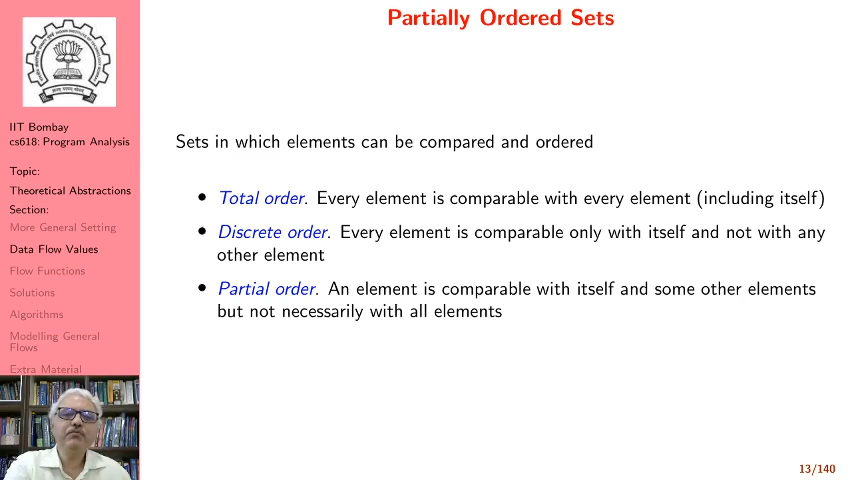 Partially Ordered Sets
IIT Bombay
cs618: Program Analysis
Topic:
Theoretical Abstractions
Section:
More General Setting
Data Flow Values
Flow Functions
Solutions
Algorithms
Modelling General
Flows
Extra Material
Sets in which elements can be compared and ordered
• Total order. Every element is comparable with every element (including itself)
• Discrete order. Every element is comparable only with itself and not with any
other element
• Partial order. An element is comparable with itself and some other elements
but not necessarily with all elements
13/140